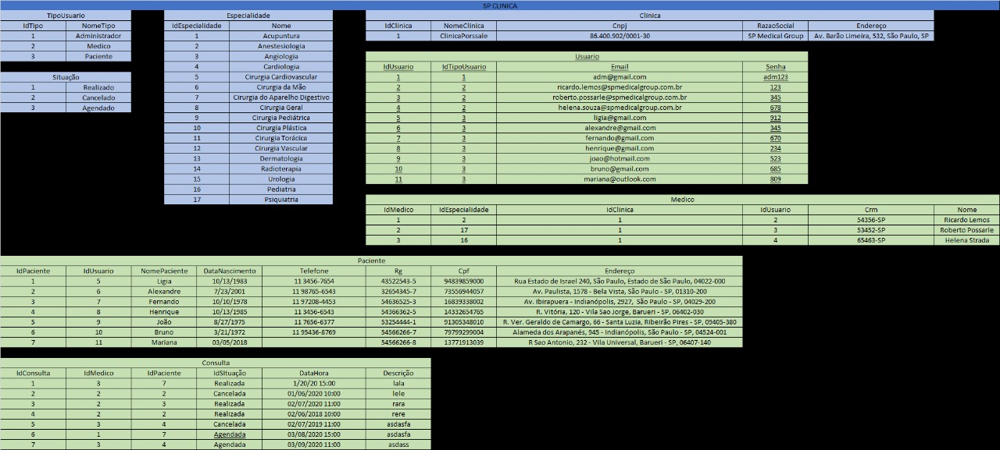 SP CLINICA
TipoUsuario
IdTipo NomeTipo
1 Administrador
2 Medico
3 Paciente
Situação
1 Realizado
2 Cancelado
3 Agendado
Especialidade
IdEspecialidade Nome
1 Acupuntura
2 Anestesiologia
3 Angiologia
4 Cardiologia
5 Cirurgia Cardiovascular
6 Cirurgia da Mão
7 Cirurgia do Aparelho Digestivo
8 Cirurgia Geral
9 Cirurgia Pediátrica
10 Cirurgia Plástica
11 Cirurgia Torácica
12 Cirurgia Vascular
13 Dermatologia
14 Radioterapia
15 Urologia
16 Pediatria
17 Psiquiatria
Clinica
IdClinica NomeClinica Cnpj RazaoSocial Endereço
1 ClinicaPorssale 86.400.902/0001-30 SP Medical Group Av. Barão Limeira, 532, São Paulo, SP
Usuario
IdUsuario IdTipoUsuario Email Senha
1 1 adm@gmail.com adm123
2 2 ricardo.lemos@spmedicalgroup.com.br 123
3 2 roberto.possarle@spmedicalgroup.com.br 345
4 2 helena.souza@spmedicalgroup.com.br 678
5 3 ligia@gmail.com 912
6 3 alexandre@gmail.com 345
7 3 fernando@gmail.com 670
8 3 henrique@gmail.com 234
9 3 joao@hotmail.com 523
10 3 bruno@gmail.com 685
11 3 mariana@outlook.com 809
Medico
IdMedico IdEspecialidade IdClinica IdUsuario Crm Nome
1 2 1 2 54356-SP Ricardo Lemos
2 17 1 3 53452-SP Roberto Possarle
3 16 1 4 65463-SP Helena Strada
Paciente
IdPaciente IdUsuario NomePaciente DataNascimento Telefone Rg Cpf Endereço
1 5 Ligia 10/13/1983 11 3456-7654 43522543-5 94839859000 Rua Estado de Israel 240, São Paulo, Estado de São Paulo, 04022-000
2 6 Alexandre 7/23/2001 11 98765-6543 32654345-7 73556944057 Av. Paulista, 1578 - Bela Vista, São Paulo - SP, 01310-200
3 7 Fernando 10/10/1978 11 97208-4453 54636525-3 16839338002 Av. Ibirapuera - Indianópolis, 2927, São Paulo - SP, 04029-200
4 8 Henrique 10/13/1985 11 3456-6543 54366362-5 14332654765 R. Vitória, 120 - Vila Sao Jorge, Barueri - SP, 06402-030
5 9 João 8/27/1975 11 7656-6377 53254444-1 91305348010 R. Ver. Geraldo de Camargo, 66 - Santa Luzia, Ribeirão Pires - SP, 09405-380
6 10 Bruno 3/21/1972 11 95436-8769 54566266-7 79799299004 Alameda dos Arapanés, 945 - Indianópolis, São Paulo - SP, 04524-001
7 11 Mariana 03/05/2018 54566266-8 13771913039 R Sao Antonio, 232 - Vila Universal, Barueri - SP, 06407-140
Consulta
IdConsulta IdMedico IdPaciente IdSItuação DataHora Descrição
1 3 7 Realizada 1/20/20 15:00 lala
2 2 2 Cancelada 01/06/2020 10:00 lele
3 2 3 Realizada 02/07/2020 11:00 rara
4 2 2 Realizada 02/06/2018 10:00 rere
5 3 4 Cancelada 02/07/2019 11:00 asdasfa
6 1 7 Agendada 03/08/2020 15:00 asdasfa
7 3 4 Agendada 03/09/2020 11:00 asdass